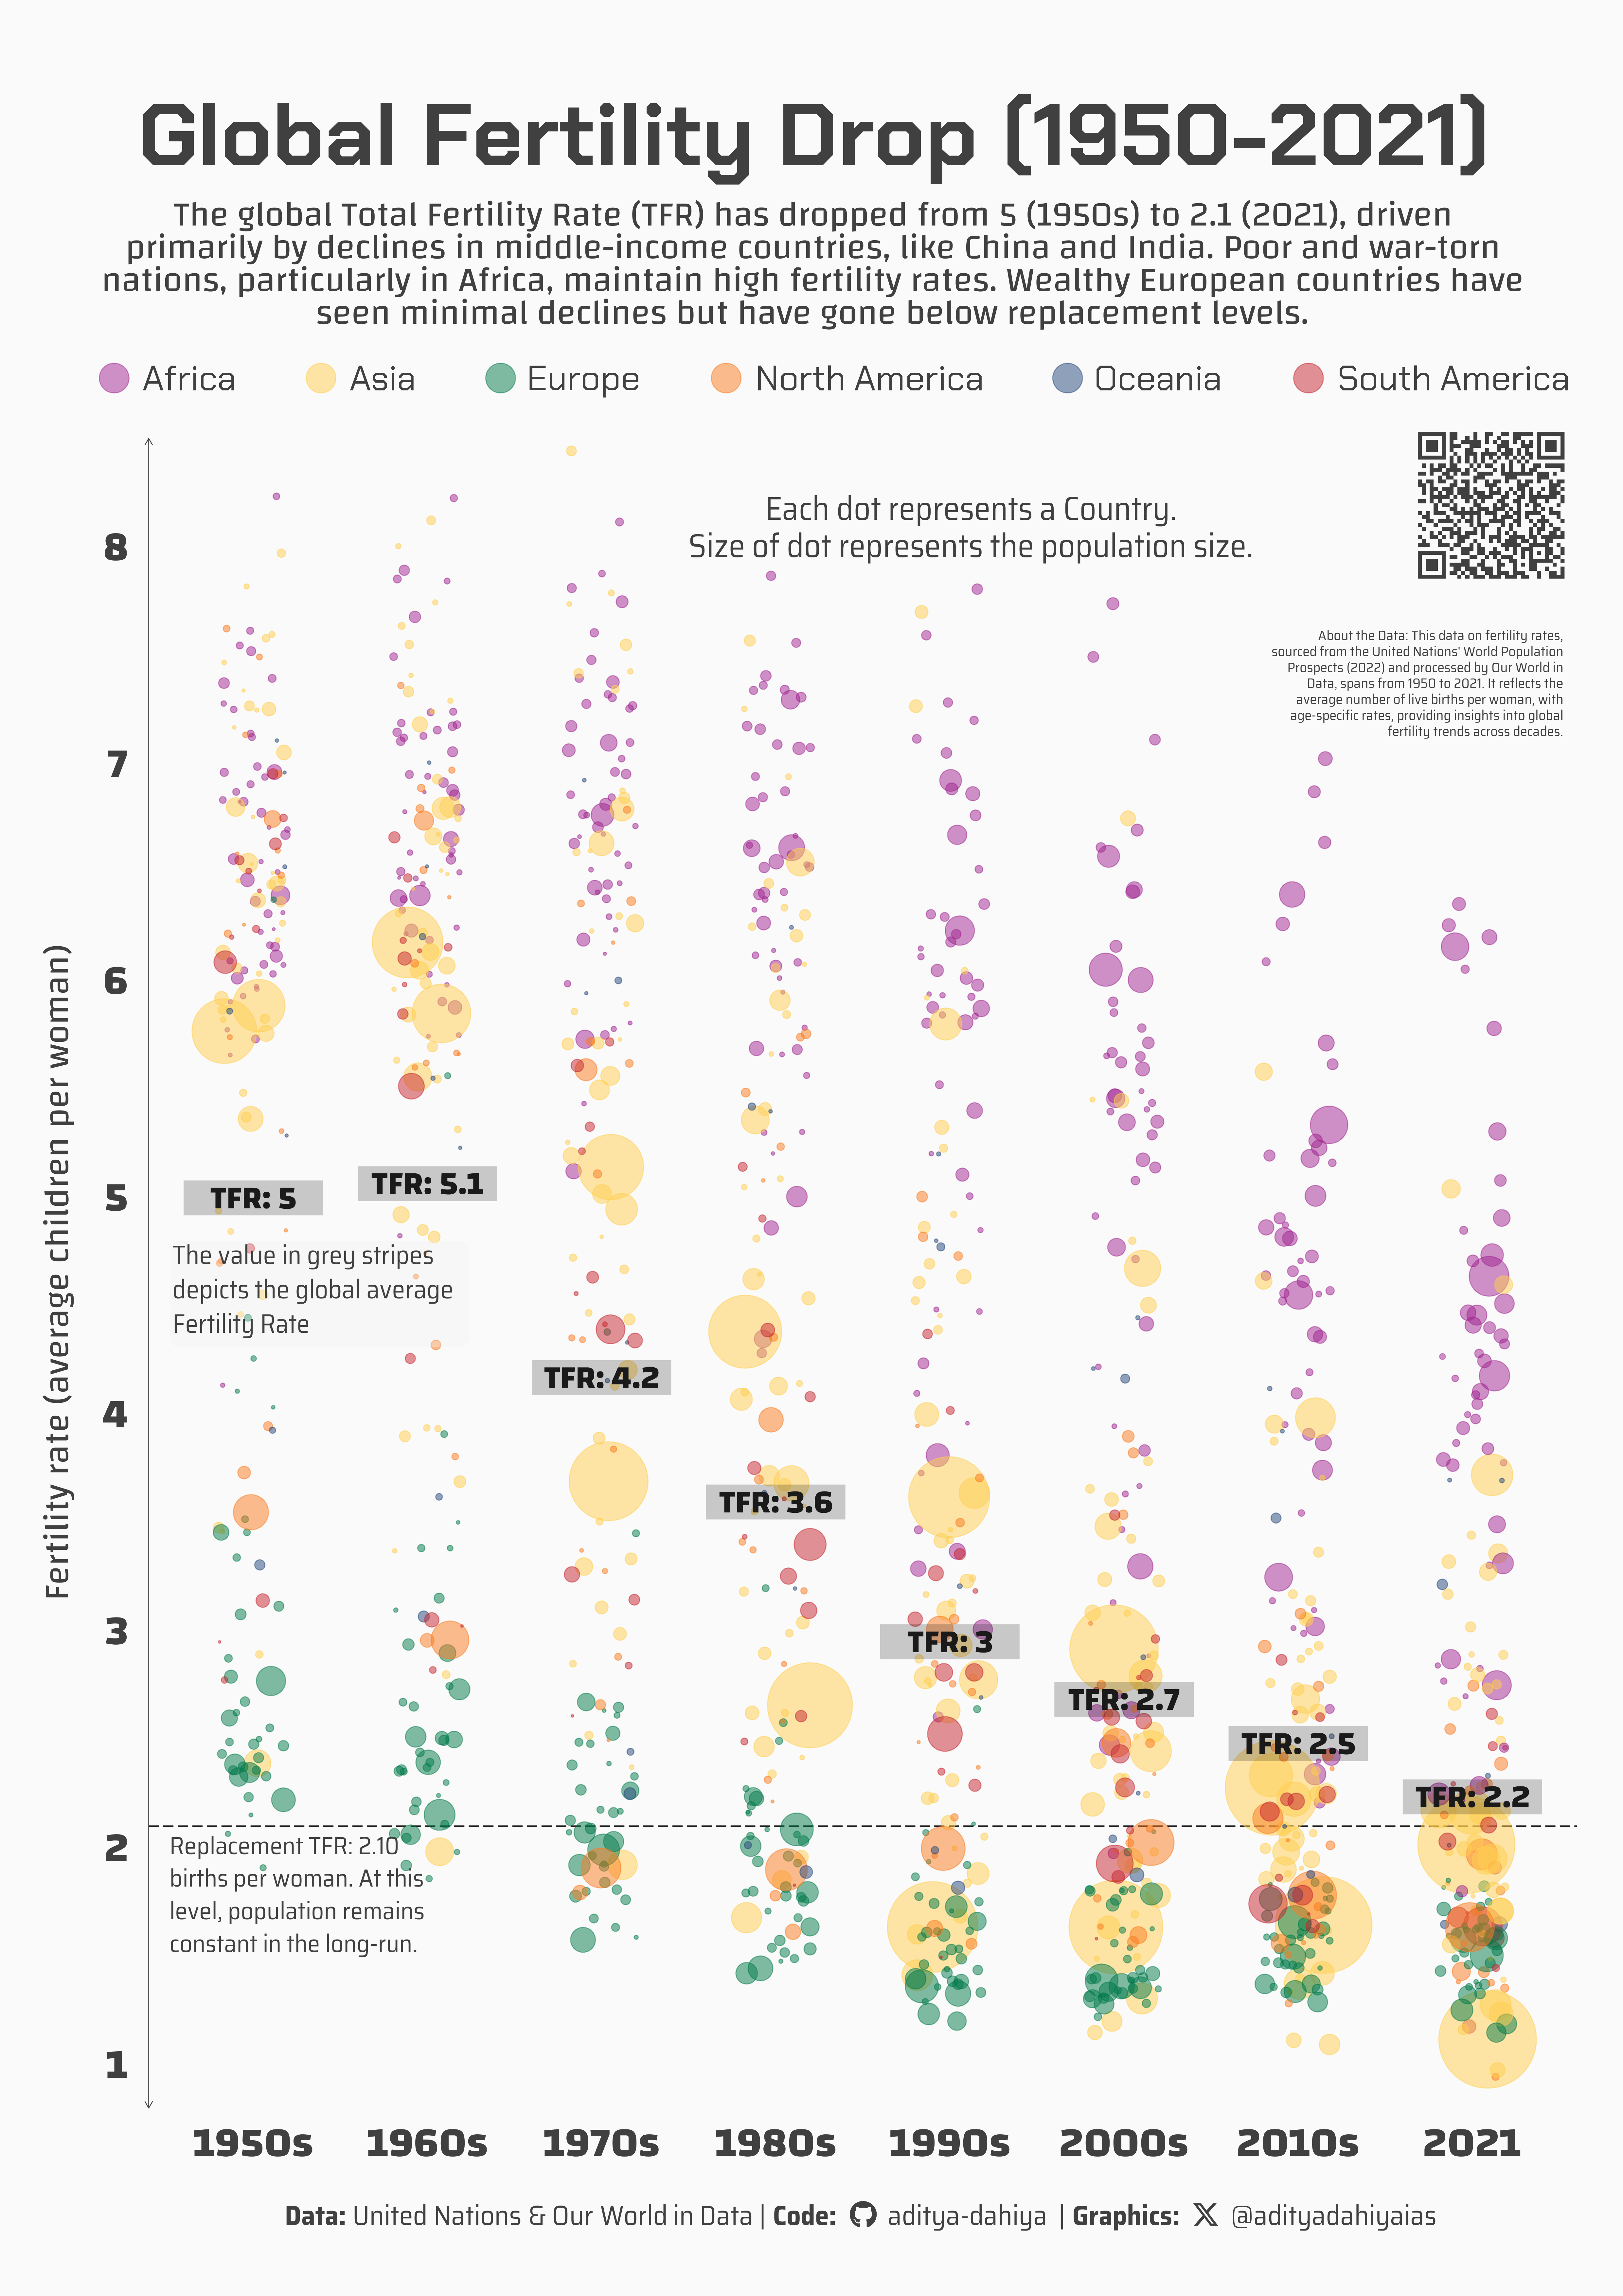 Global Fertility Drop (1950-2021)
The global Total Fertility Rate (TFR) has dropped from 5 (1950s) to 2.1 (2021), driven
primarily by declines in middle-income countries, like China and India. Poor and war-torn
nations, particularly in Africa, maintain high fertility rates. Wealthy European countries have
seen minimal declines but have gone below replacement levels.
Africa Asia Europe North America Oceania South America
Each dot represents a Country.
Size of dot represents the population size.
About the Data: This data on fertility rates,
sourced from the United Nations' World Population
Prospects (2022) and processed by Our World in
Data, spans from 1950 to 2021. It reflects the
average number of live births per woman, with
age-specific rates, providing insights into global
fertility trends across decades.
Fertility rate (average children per woman)
8
7
6
5
4
3
2
1
TFR: 5
TFR: 5.1
TFR: 4.2
TFR: 3.6
TFR: 3
TFR: 2.7
TFR: 2.5
TFR: 2.2
The value in grey stripes
depicts the global average
Fertility Rate
Replacement TFR: 2.10
births per woman. At this
level, population remains
constant in the long-run.
1950s 1960s 1970s 1980s 1990s 2000s 2010s 2021
Data: United Nations & Our World in Data | Code: aditya-dahiya | Graphics: @adityadahiyaias